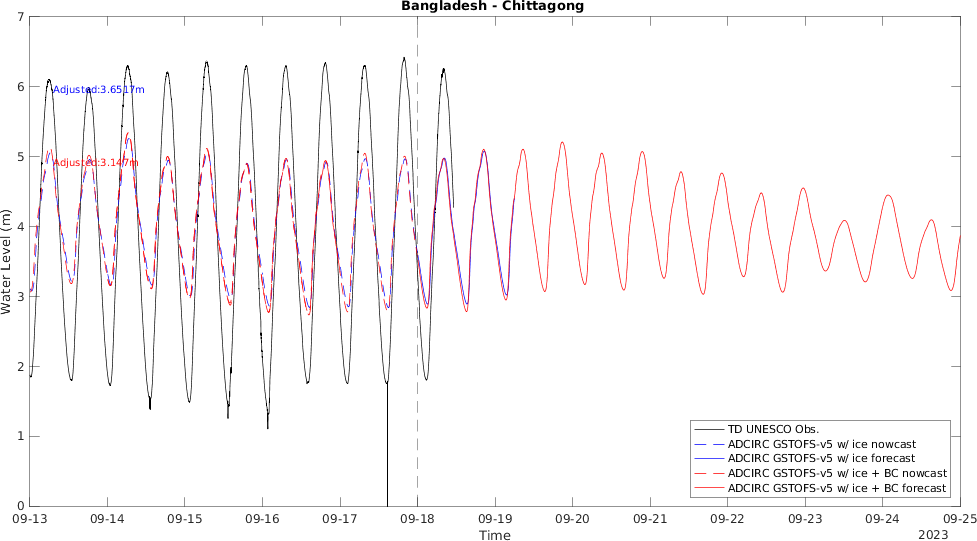 Bangladesh - Chittagong
7
6
5
4
3
2
1
0
Water Level (m)
Adjusted:3.6517m
Adjusted:3.147m
TD UNESCO Obs.
ADCIRC GSTOFS-v5 w/ ice nowcast
ADCIRC GSTOFS-v5 w/ ice forecast
ADCIRC GSTOFS-v5 w/ ice + BC nowcast
ADCIRC GSTOFS-v5 w/ ice + BC forecast
09-13 09-14 09-15 09-16 09-17 09-18 09-19 09-20 09-21 09-22 09-23 09-24 09-25
Time
2023